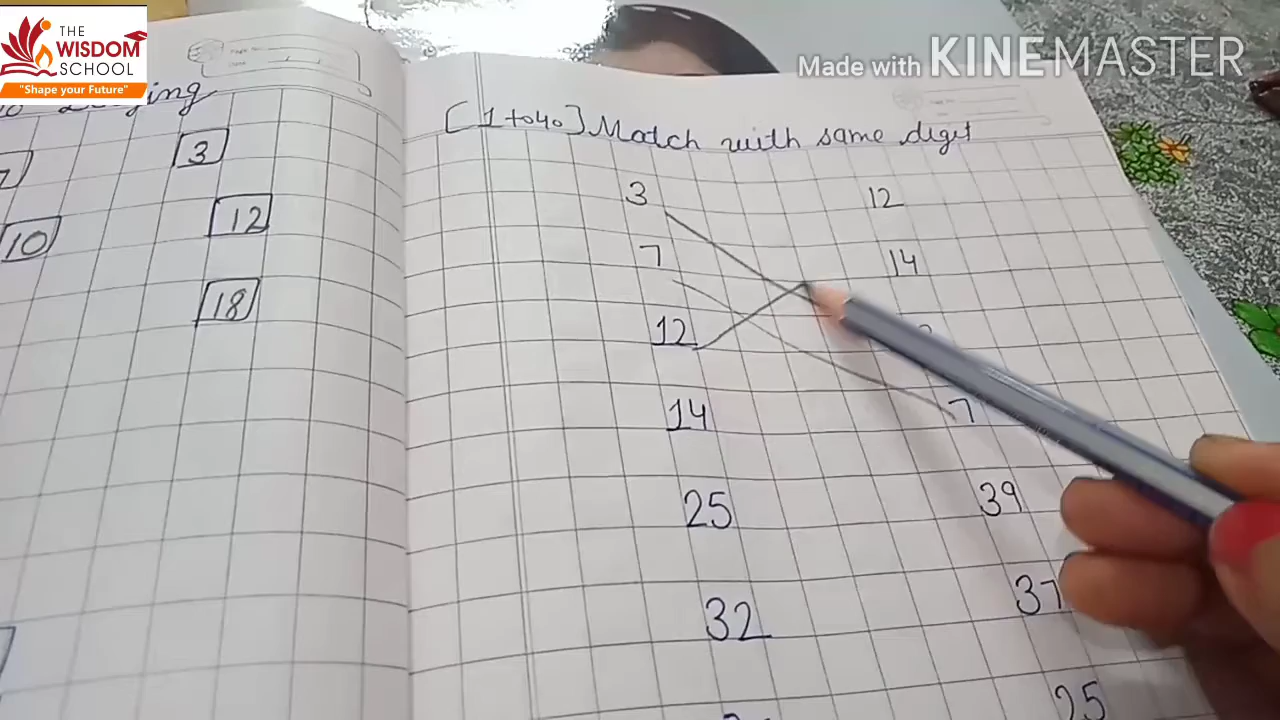 THE
WISDOM
SCHOOL
"Shape your Future"
Made with KINEMASTER
3
10
12
18
[1 to 40] Match with same digit
3 12
7 14
12
14 7
25 39
32 37
25